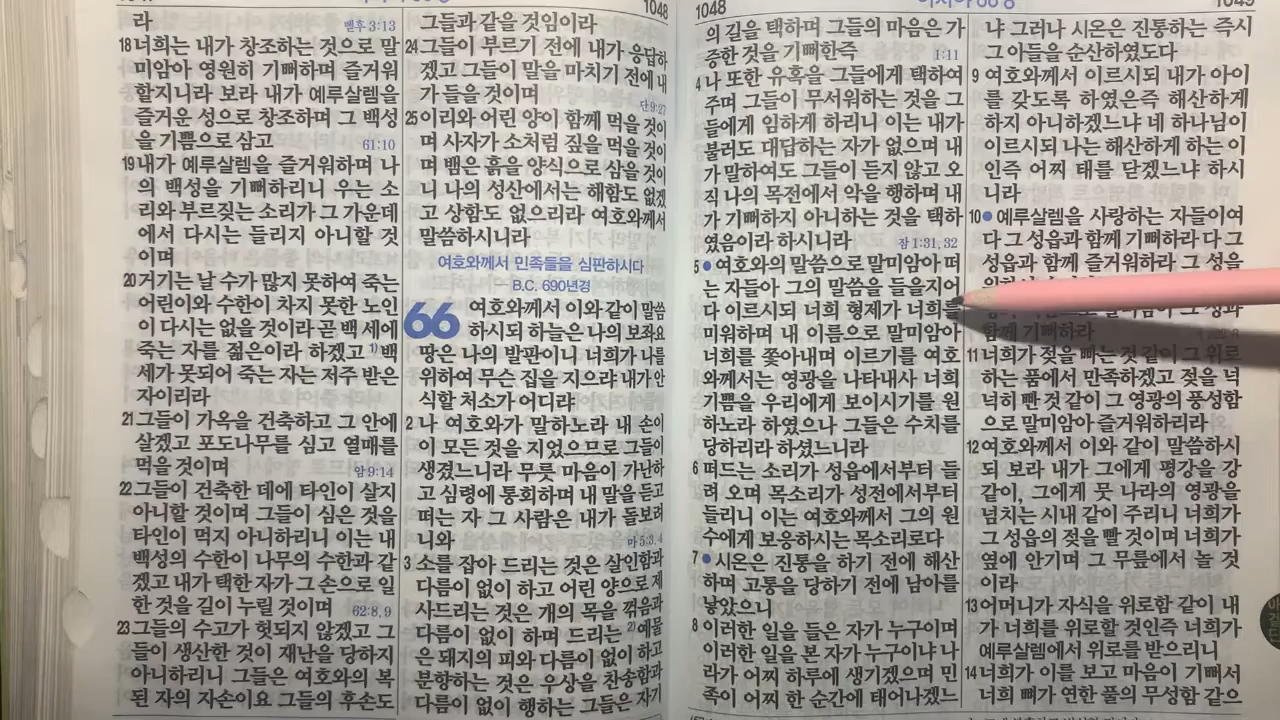 1048
라
벧후3:13
18 너희는 내가 창조하는 것으로 말
미암아 영원히 기뻐하며 즐거워
할지니라 보라 내가 예루살렘을
즐거운 성으로 창조하며 그 백성
을 기쁨으로 삼고
61:10
19 내가 예루살렘을 즐거워하며 나
의 백성을 기뻐하리니 우는 소
리와 부르짖는 소리가 그 가운데
에서 다시는 들리지 아니할 것
이며
20 거기는 날 수가 많지 못하여 죽는
어린이와 수한이 차지 못한 노인
이 다시는 없을 것이라 곧 백 세에
죽는 자를 젊은이라 하겠고 1)백
세가 못되어 죽는 자는 저주 받은
자이리라
21 그들이 가옥을 건축하고 그 안에
살겠고 포도나무를 심고 열매를
먹을 것이며
암9:14
22 그들이 건축한 데에 타인이 살지
아니할 것이며 그들이 심은 것을
타인이 먹지 아니하리니 이는 내
백성의 수한이 나무의 수한과 같
겠고 내가 택한 자가 그 손으로 일
한 것을 길이 누릴 것이며
62:8, 9
23 그들의 수고가 헛되지 않겠고 그
들이 생산한 것이 재난을 당하지
아니하리니 그들은 여호와의 복
된 자의 자손이요 그들의 후손도
그들과 같을 것임이라
24 그들이 부르기 전에 내가 응답하
겠고 그들이 말을 마치기 전에 내
가 들을 것이며
단9:27
25 이리와 어린 양이 함께 먹을 것이
며 사자가 소처럼 짚을 먹을 것이
며 뱀은 흙을 양식으로 삼을 것이
니 나의 성산에서는 해함도 없겠
고 상함도 없으리라 여호와께서
말씀하시니라
여호와께서 민족들을 심판하시다
— B.C. 690년경
66 여호와께서 이와 같이 말씀
하시되 하늘은 나의 보좌요
땅은 나의 발판이니 너희가 나를
위하여 무슨 집을 지으랴 내가 안
식할 처소가 어디랴
2 나 여호와가 말하노라 내 손이
이 모든 것을 지었으므로 그들이
생겼느니라 무릇 마음이 가난하
고 심령에 통회하며 내 말을 듣고
떠는 자 그 사람은 내가 돌보려
니와
마5:3, 4
3 소를 잡아 드리는 것은 살인함과
다름이 없이 하고 어린 양으로 제
사드리는 것은 개의 목을 꺾음과
다름이 없이 하며 드리는 2)예물
은 돼지의 피와 다름이 없이 하고
분향하는 것은 우상을 찬송함과
다름이 없이 행하는 그들은 자기
1048
의 길을 택하며 그들의 마음은 가
증한 것을 기뻐한즉
1:11
4 나 또한 유혹을 그들에게 택하여
주며 그들이 무서워하는 것을 그
들에게 임하게 하리니 이는 내가
불러도 대답하는 자가 없으며 내
가 말하여도 그들이 듣지 않고 오
직 나의 목전에서 악을 행하며 내
가 기뻐하지 아니하는 것을 택하
였음이라 하시니라
잠 1:31, 32
5 ● 여호와의 말씀으로 말미암아 떠
는 자들아 그의 말씀을 들을지어
다 이르시되 너희 형제가 너희를
미워하며 내 이름으로 말미암아
너희를 쫓아내며 이르기를 여호
와께서는 영광을 나타내사 너희
기쁨을 우리에게 보이시기를 원
하노라 하였으나 그들은 수치를
당하리라 하셨느니라
6 떠드는 소리가 성읍에서부터 들
려 오며 목소리가 성전에서부터
들리니 이는 여호와께서 그의 원
수에게 보응하시는 목소리로다
7 ● 시온은 진통을 하기 전에 해산
하며 고통을 당하기 전에 남아를
낳았으니
8 이러한 일을 들은 자가 누구이며
이러한 일을 본 자가 누구이냐 나
라가 어찌 하루에 생기겠으며 민
족이 어찌 한 순간에 태어나겠느
냐 그러나 시온은 진통하는 즉시
그 아들을 순산하였도다
9 여호와께서 이르시되 내가 아이
를 갖도록 하였은즉 해산하게
하지 아니하겠느냐 네 하나님이
이르시되 나는 해산하게 하는 이
인즉 어찌 태를 닫겠느냐 하시
니라
10 ● 예루살렘을 사랑하는 자들이여
다 그 성읍과 함께 기뻐하라 다 그
성읍과 함께 즐거워하라 그 성을
함께 기뻐하라
11 너희가 젖을 빠는 것 같이 그 위로
하는 품에서 만족하겠고 젖을 넉
넉히 빤 것 같이 그 영광의 풍성함
으로 말미암아 즐거워하리라
12 여호와께서 이와 같이 말씀하시
되 보라 내가 그에게 평강을 강
같이, 그에게 뭇 나라의 영광을
넘치는 시내 같이 주리니 너희가
그 성읍의 젖을 빨 것이며 너희가
옆에 안기며 그 무릎에서 놀 것
이라
13 어머니가 자식을 위로함 같이 내
가 너희를 위로할 것인즉 너희가
예루살렘에서 위로를 받으리니
14 너희가 이를 보고 마음이 기뻐서
너희 뼈가 연한 풀의 무성함 같으